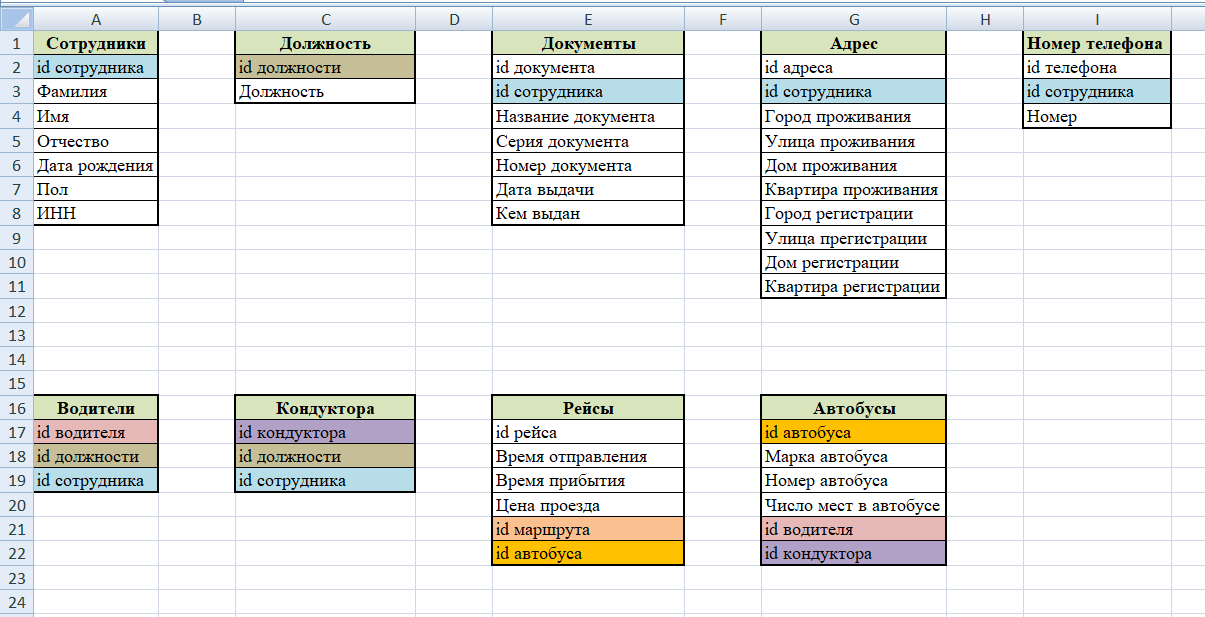 A B C D E F G H I
1 Сотрудники Должность Документы Адрес Номер телефона
2 id сотрудника id должности id документа id адреса id телефона
3 Фамилия Должность id сотрудника id сотрудника id сотрудника
4 Имя Название документа Город проживания Номер
5 Отчество Серия документа Улица проживания
6 Дата рождения Номер документа Дом проживания
7 Пол Дата выдачи Квартира проживания
8 ИНН Кем выдан Город регистрации
9 Улица прегистрации
10 Дом регистрации
11 Квартира регистрации
12
13
14
15
16 Водители Кондуктора Рейсы Автобусы
17 id водителя id кондуктора id рейса id автобуса
18 id должности id должности Время отправления Марка автобуса
19 id сотрудника id сотрудника Время прибытия Номер автобуса
20 Цена проезда Число мест в автобусе
21 id маршрута id водителя
22 id автобуса id кондуктора
23
24